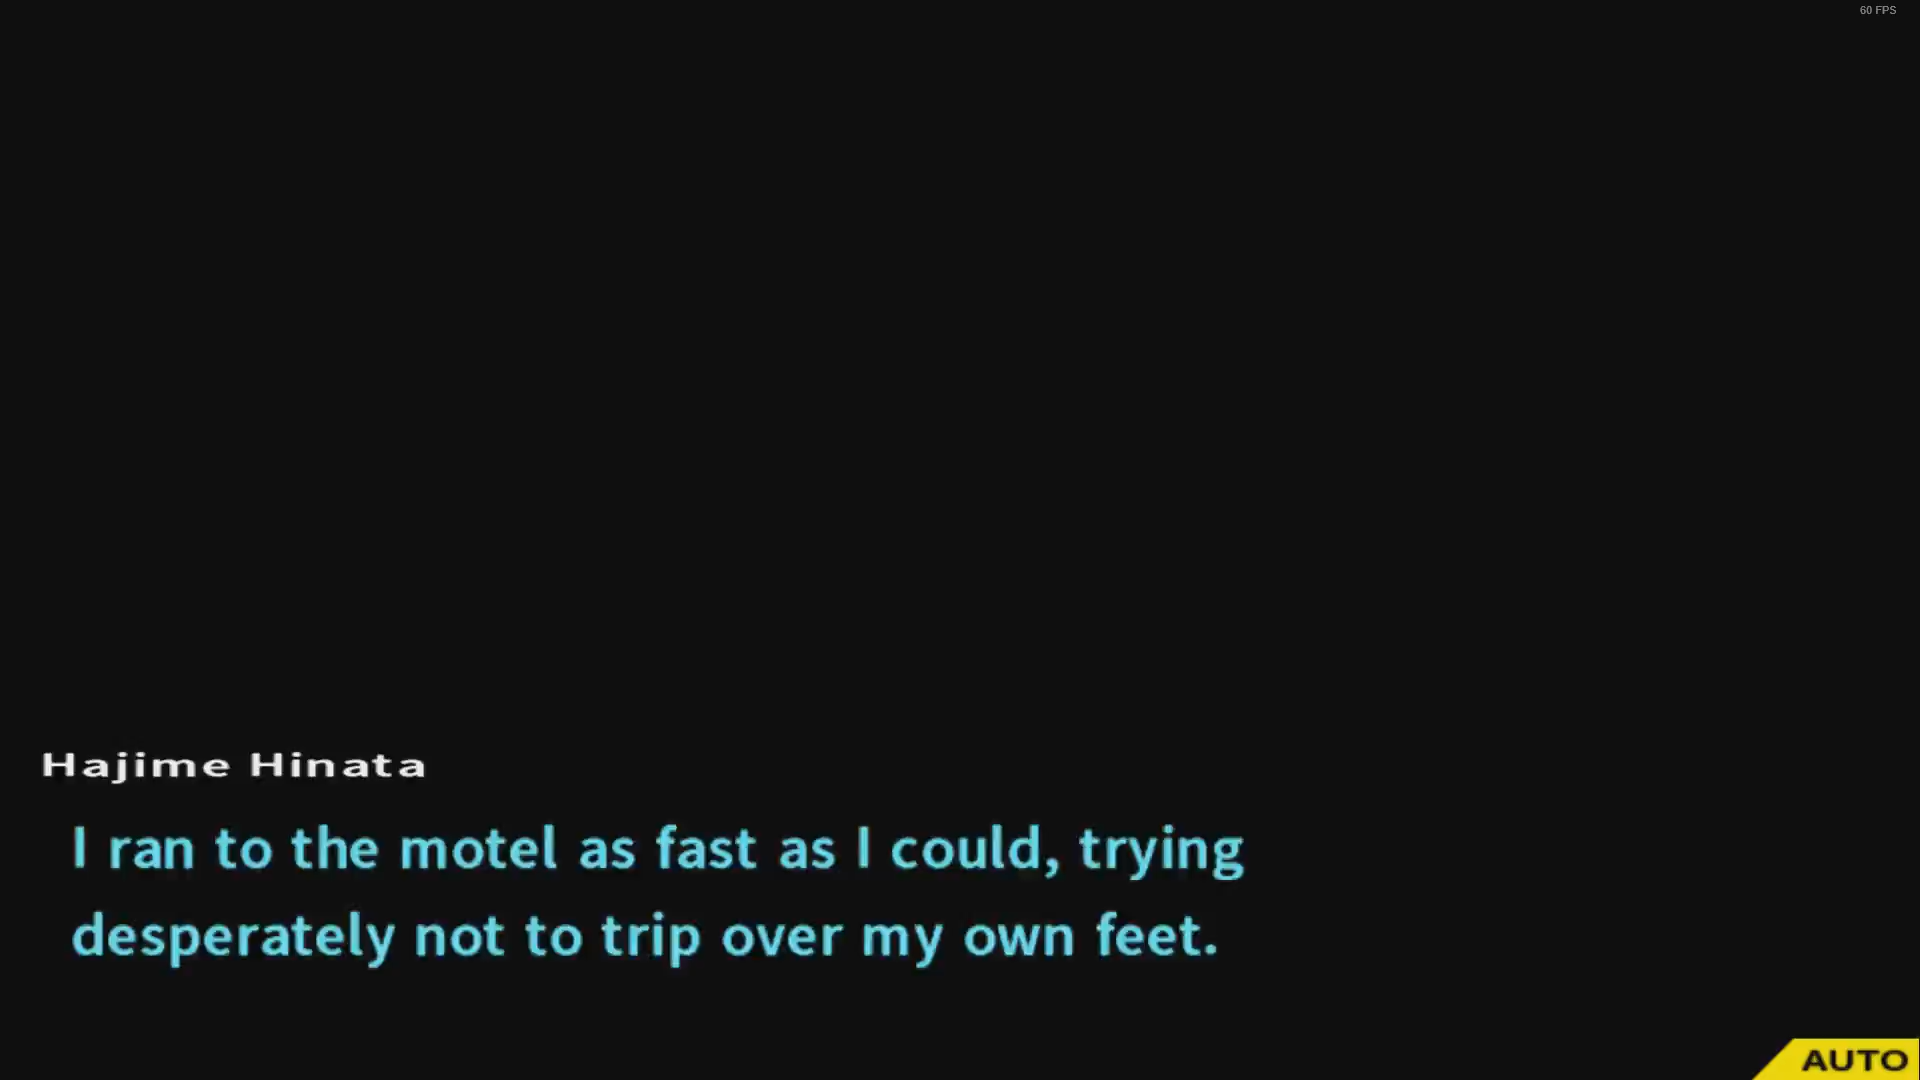 60 FPS
Hajime Hinata
I ran to the motel as fast as I could, trying
desperately not to trip over my own feet.
AUTO